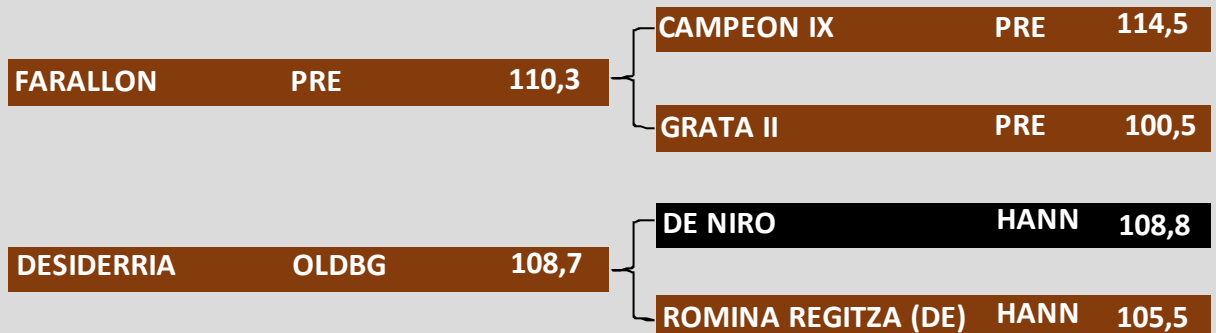 CAMPEON IX PRE 114,5
FARALLON PRE 110,3
GRATA II PRE 100,5
DE NIRO HANN 108,8
DESIDERRIA OLDBG 108,7
ROMINA REGITZA (DE) HANN 105,5